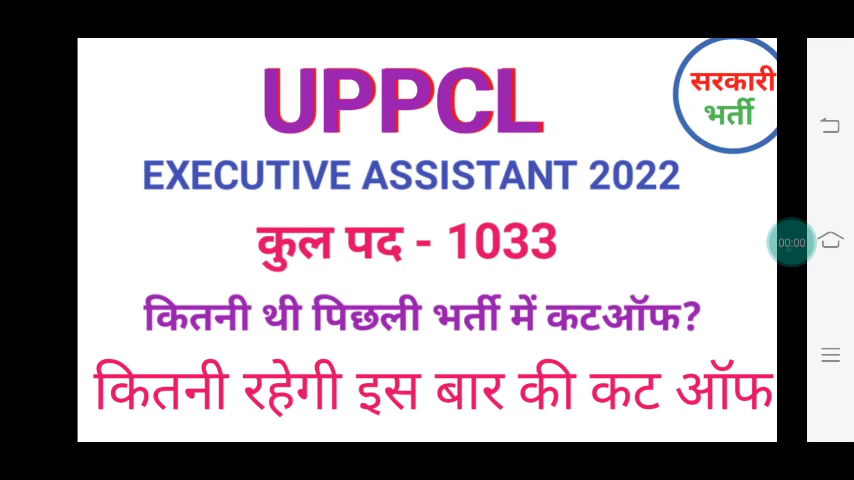 UPPCL
सरकारी
भर्ती
EXECUTIVE ASSISTANT 2022
कुल पद - 1033
00:00
कितनी थी पिछली भर्ती में कटऑफ?
कितनी रहेगी इस बार की कट ऑफ